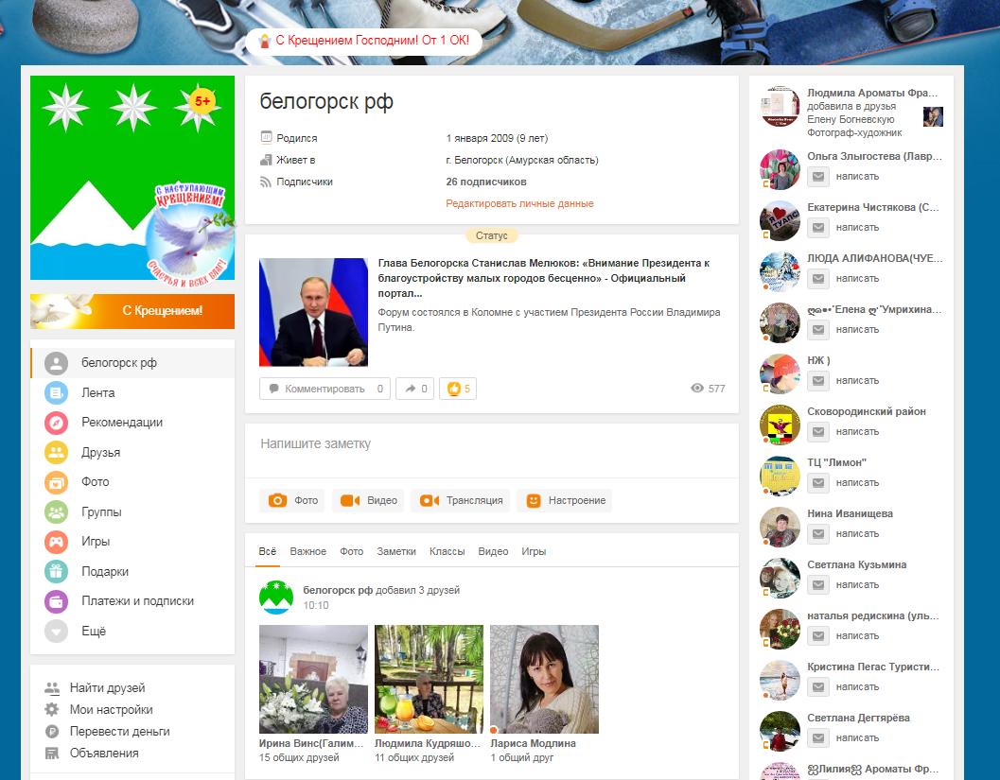 С Крещением Господним! От 1 ОК!
5+
С НАСТУПАЮЩИМ
КРЕЩЕНИЕМ!
СЧАСТЬЯ И ВСЕХ БЛАГ!
С Крещением!
белогорск рф
Лента
Рекомендации
Друзья
Фото
Группы
Игры
Подарки
Платежи и подписки
Ещё
Найти друзей
Мои настройки
Перевести деньги
Объявления
белогорск рф
Родился 1 января 2009 (9 лет)
Живет в г. Белогорск (Амурская область)
Подписчики 26 подписчиков
Редактировать личные данные
Статус
Глава Белогорска Станислав Мелюков: «Внимание Президента к
благоустройству малых городов бесценно» - Официальный
портал...
Форум состоялся в Коломне с участием Президента России Владимира
Путина.
Комментировать 0 0 5 577
Напишите заметку
Фото Видео Трансляция Настроение
Всё Важное Фото Заметки Классы Видео Игры
белогорск рф добавил 3 друзей
10:10
Ирина Винс(Галим... Людмила Кудряшо... Лариса Модлина
15 общих друзей 11 общих друзей 1 общий друг
Людмила Ароматы Фра...
добавила в друзья
Елену Богневскую
Фотограф-художник
Ольга Злыгостева (Лавр...
написать
Екатерина Чистякова (С...
Я ❤ ТУАПСЕ
написать
ЛЮДА АЛИФАНОВА(ЧУЕ...
написать
ღ๑•°Елена ღ°Умрихина...
написать
НЖ )
написать
Сковородинский район
написать
ТЦ "Лимон"
написать
Нина Иванищева
написать
Светлана Кузьмина
написать
наталья редискина (уль...
написать
Кристина Пегас Туристи...
написать
Светлана Дегтярёва
написать
ஐЛилияஐ Ароматы Фр...